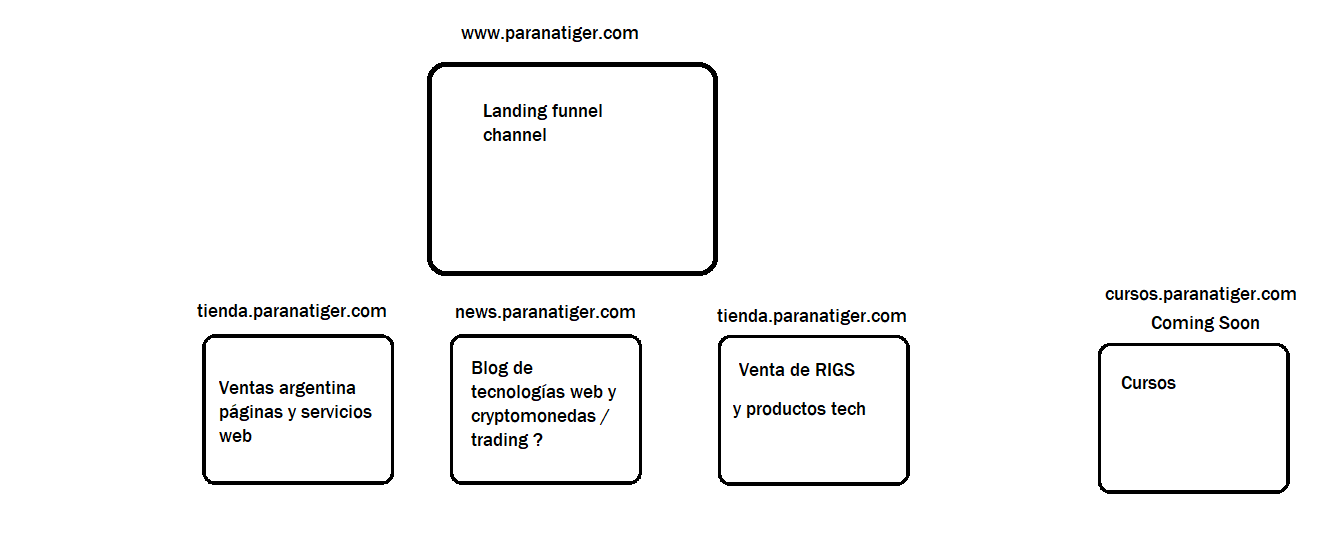 www.paranatiger.com
Landing funnel
channel
tienda.paranatiger.com
Ventas argentina
páginas y servicios
web
news.paranatiger.com
Blog de
tecnologías web y
cryptomonedas /
trading ?
tienda.paranatiger.com
Venta de RIGS
y productos tech
cursos.paranatiger.com
Coming Soon
Cursos